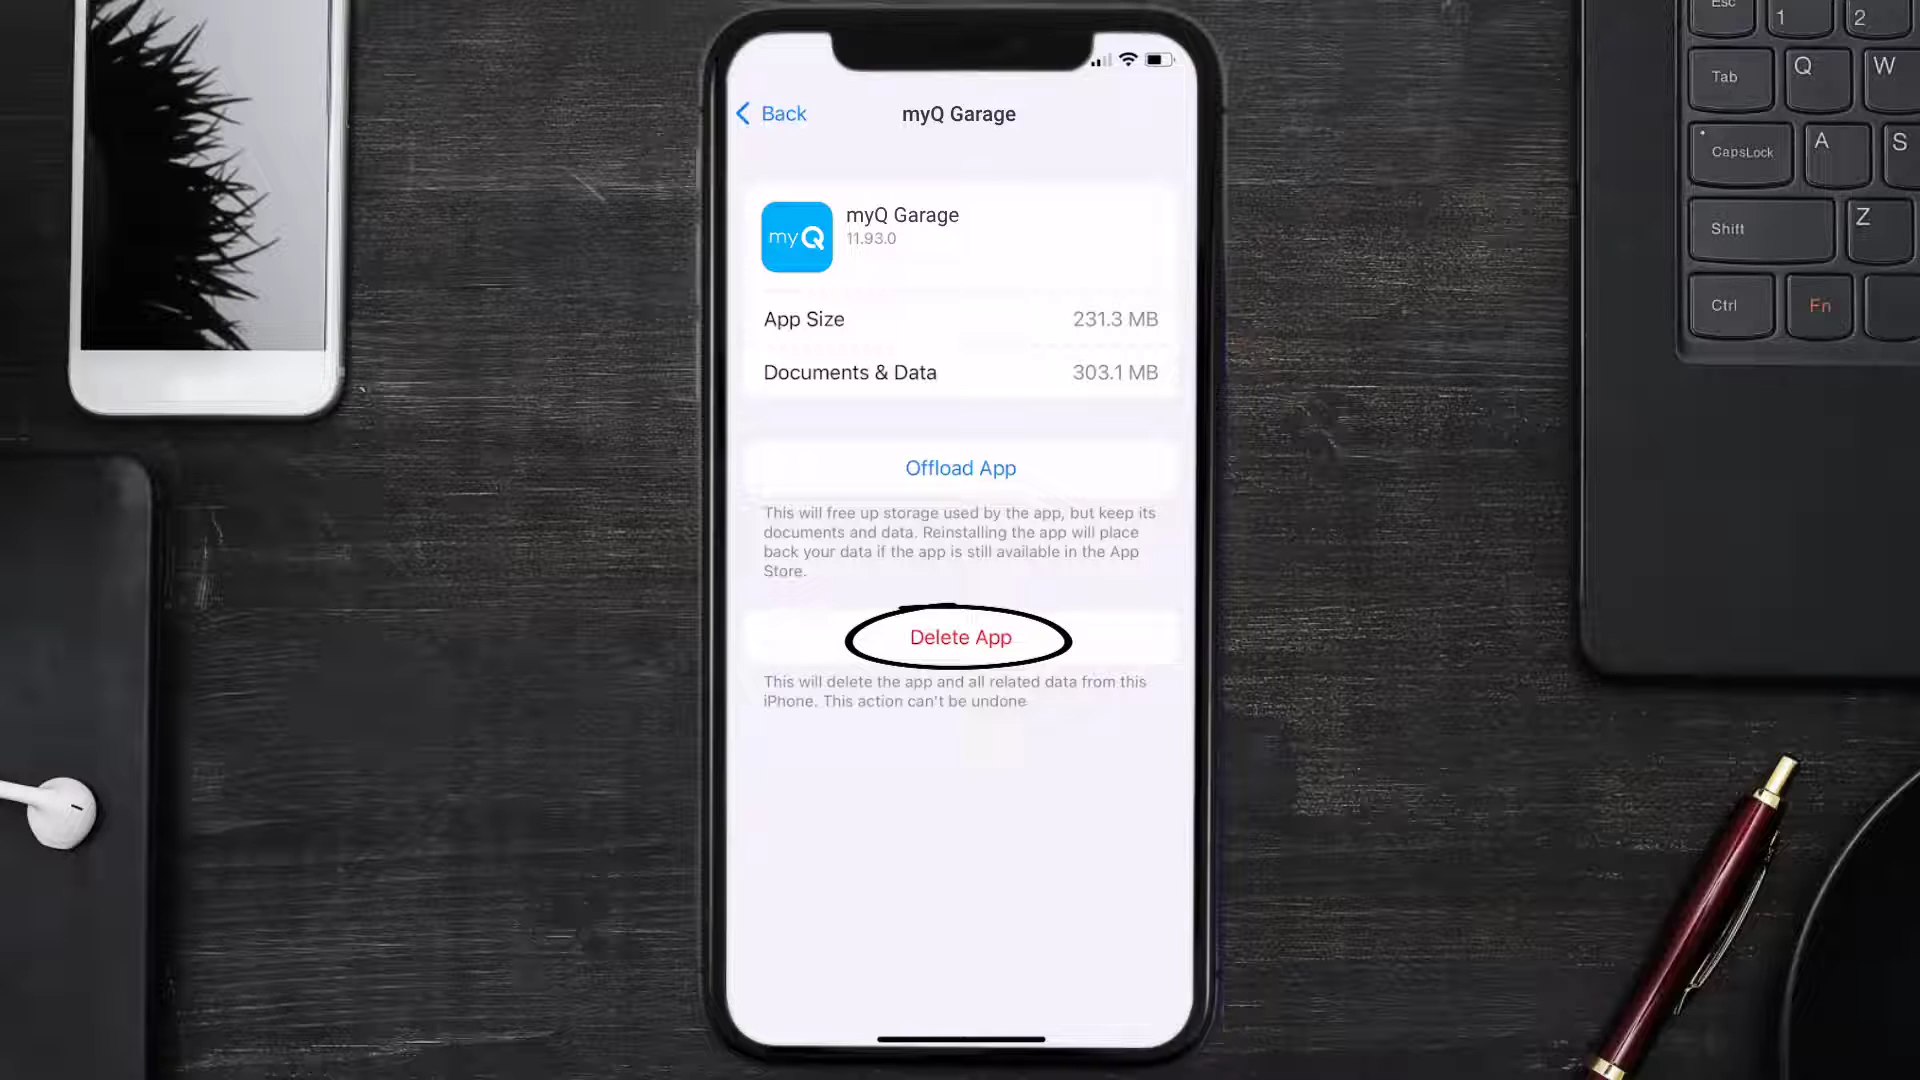 Back
myQ Garage
myQ
myQ Garage
11.93.0
App Size 231.3 MB
Documents & Data 303.1 MB
Offload App
This will free up storage used by the app, but keep its
documents and data. Reinstalling the app will place
back your data if the app is still available in the App
Store.
Delete App
This will delete the app and all related data from this
iPhone. This action can't be undone
Esc 1 2
Tab Q W
CapsLock A S
Shift Z
Ctrl Fn